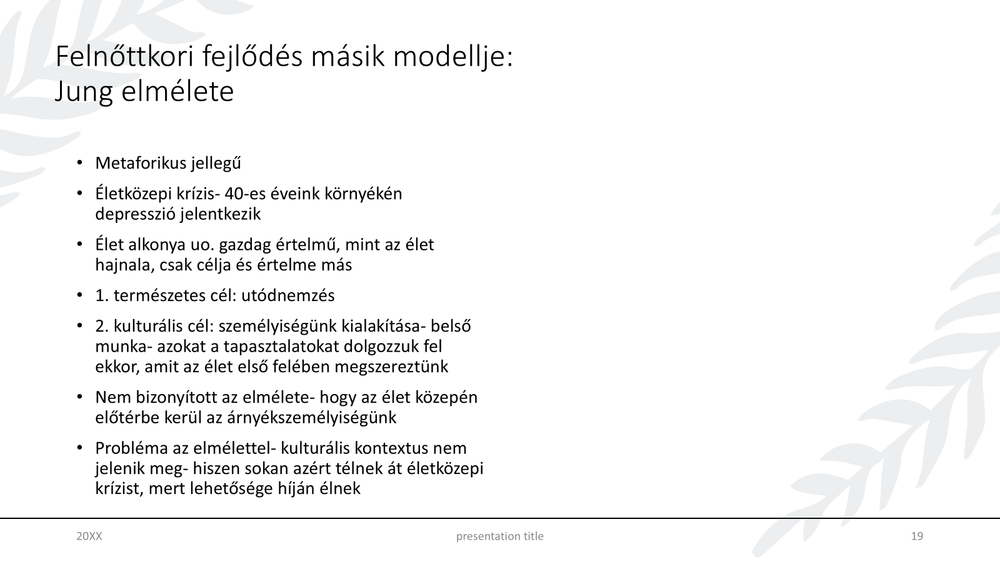 Felnőttkori fejlődés másik modellje:
Jung elmélete
• Metaforikus jellegű
• Életközepi krízis- 40-es éveink környékén
depresszió jelentkezik
• Élet alkonya uo. gazdag értelmű, mint az élet
hajnala, csak célja és értelme más
• 1. természetes cél: utódnemzés
• 2. kulturális cél: személyiségünk kialakítása- belső
munka- azokat a tapasztalatokat dolgozzuk fel
ekkor, amit az élet első felében megszereztünk
• Nem bizonyított az elmélete- hogy az élet közepén
előtérbe kerül az árnyékszemélyiségünk
• Probléma az elmélettel- kulturális kontextus nem
jelenik meg- hiszen sokan azért télnek át életközepi
krízist, mert lehetősége híján élnek
20XX
presentation title
19